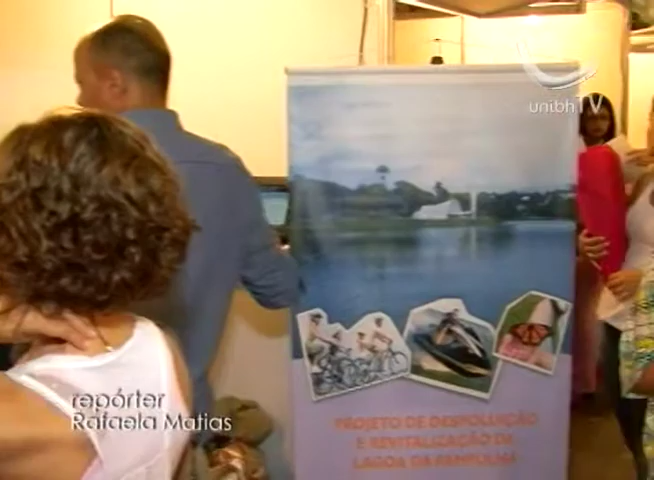 unibhTV
repórter
Rafaela Matias
PROJETO DE DESPOLUIÇÃO
E REVITALIZAÇÃO DA
LAGOA DA PAMPULHA